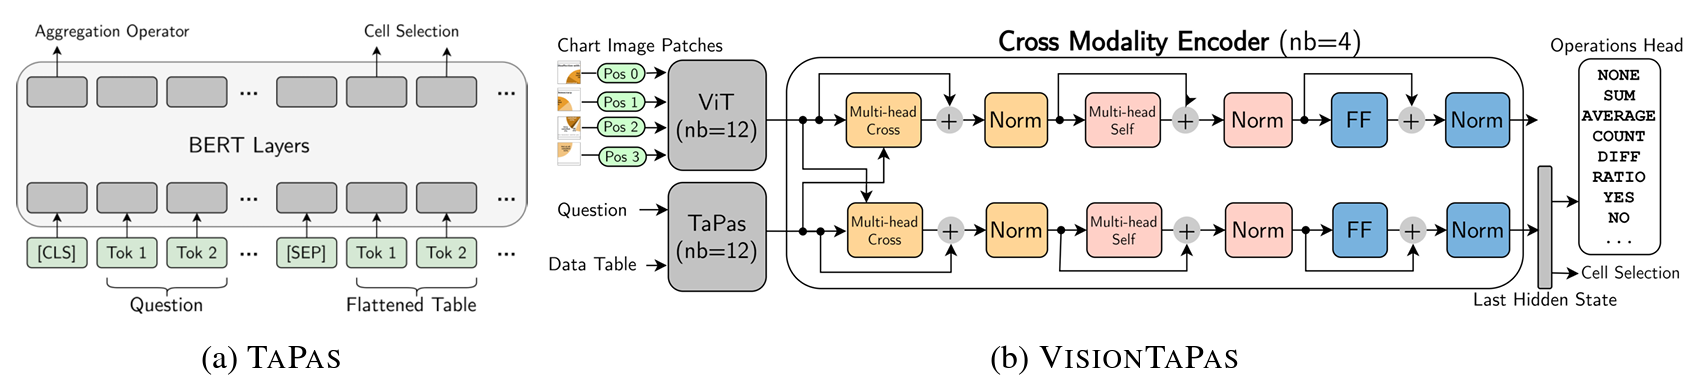 Aggregation Operator
Cell Selection
...
...
BERT Layers
...
...
[CLS]
Tok 1
Tok 2
...
[SEP]
Tok 1
Tok 2
...
Question
Flattened Table
(a) TAPAS
Chart Image Patches
Pos 0
Pos 1
Pos 2
Pos 3
ViT
(nb=12)
Question
Data Table
TaPas
(nb=12)
Cross Modality Encoder (nb=4)
Multi-head
Cross
+
Norm
Multi-head
Self
+
Norm
FF
+
Norm
Multi-head
Cross
+
Norm
Multi-head
Self
+
Norm
FF
+
Norm
Operations Head
NONE
SUM
AVERAGE
COUNT
DIFF
RATIO
YES
NO
...
Cell Selection
Last Hidden State
(b) VISIONTAPAS